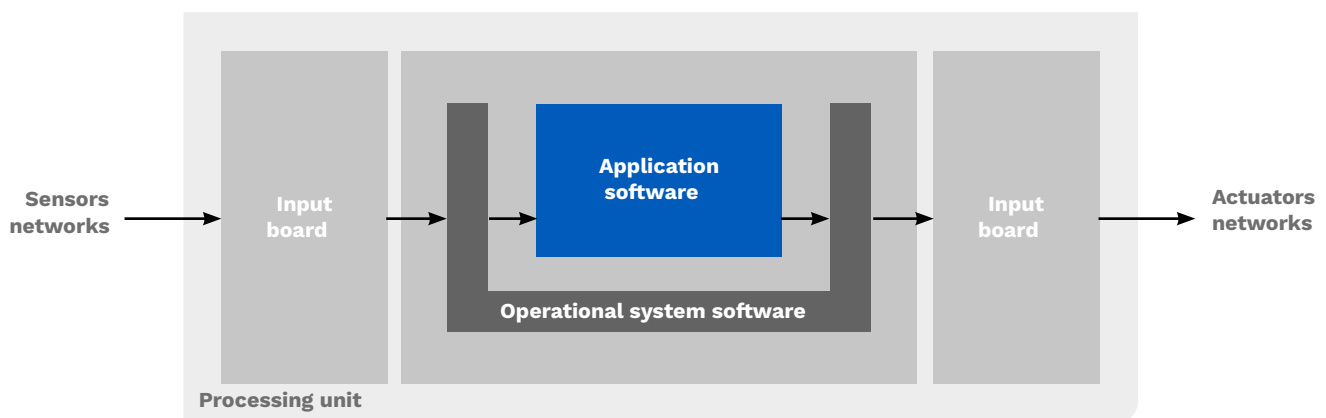 Sensors
networks
Input
board
Application
software
Operational system software
Input
board
Actuators
networks
Processing unit